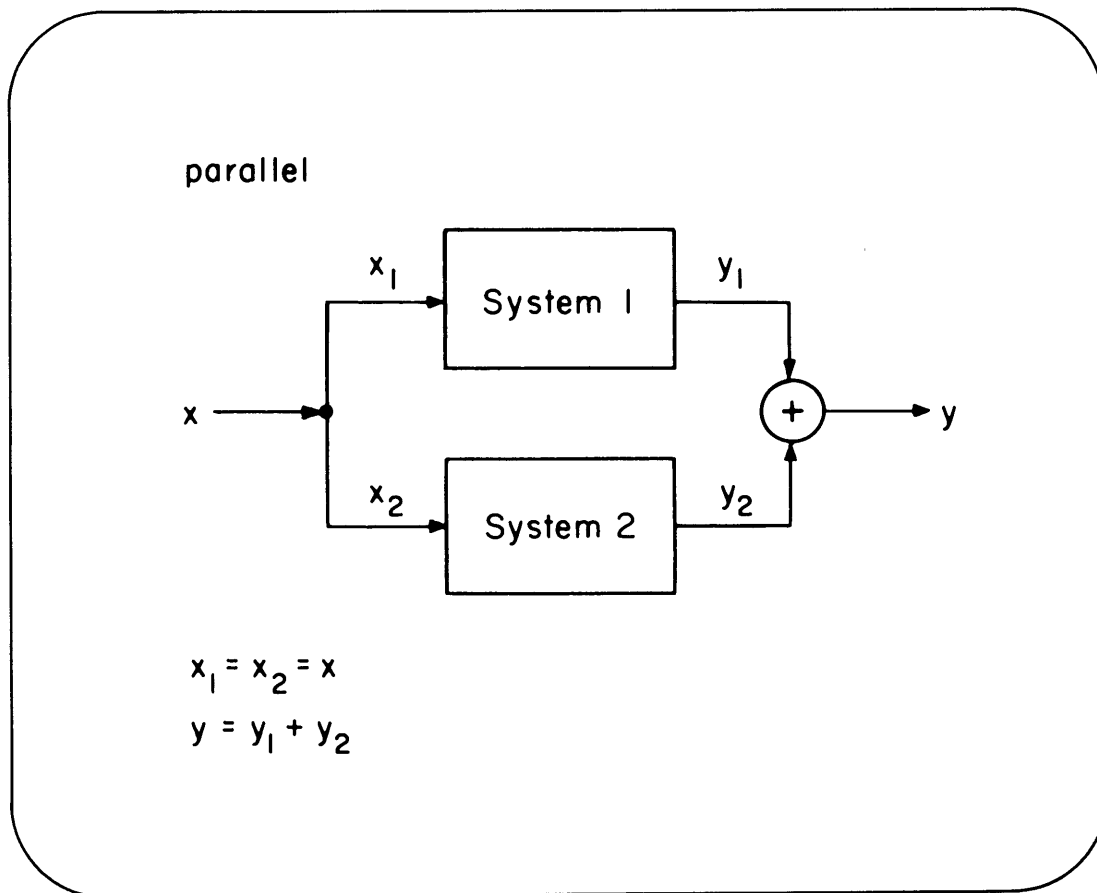 parallel
x₁ y₁
System 1
x + y
x₂ y₂
System 2
x₁ = x₂ = x
y = y₁ + y₂